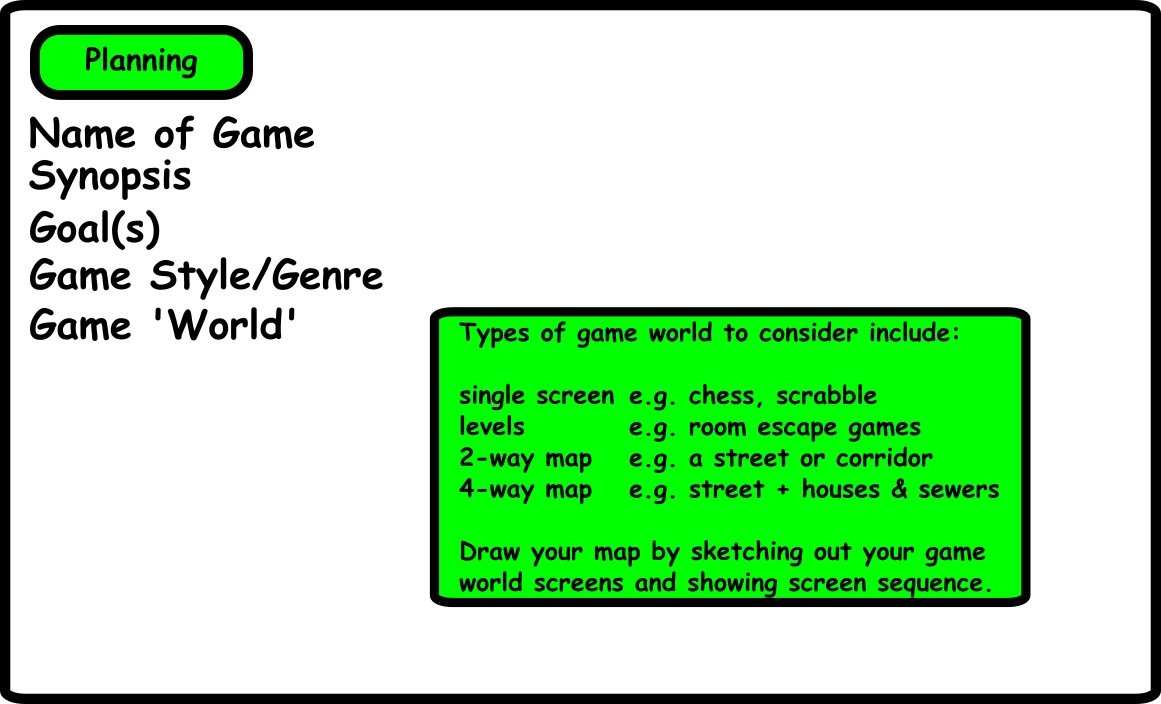 Planning
Name of Game
Synopsis
Goal(s)
Game Style/Genre
Game 'World'
Types of game world to consider include:
single screen e.g. chess, scrabble
levels e.g. room escape games
2-way map e.g. a street or corridor
4-way map e.g. street + houses & sewers
Draw your map by sketching out your game
world screens and showing screen sequence.